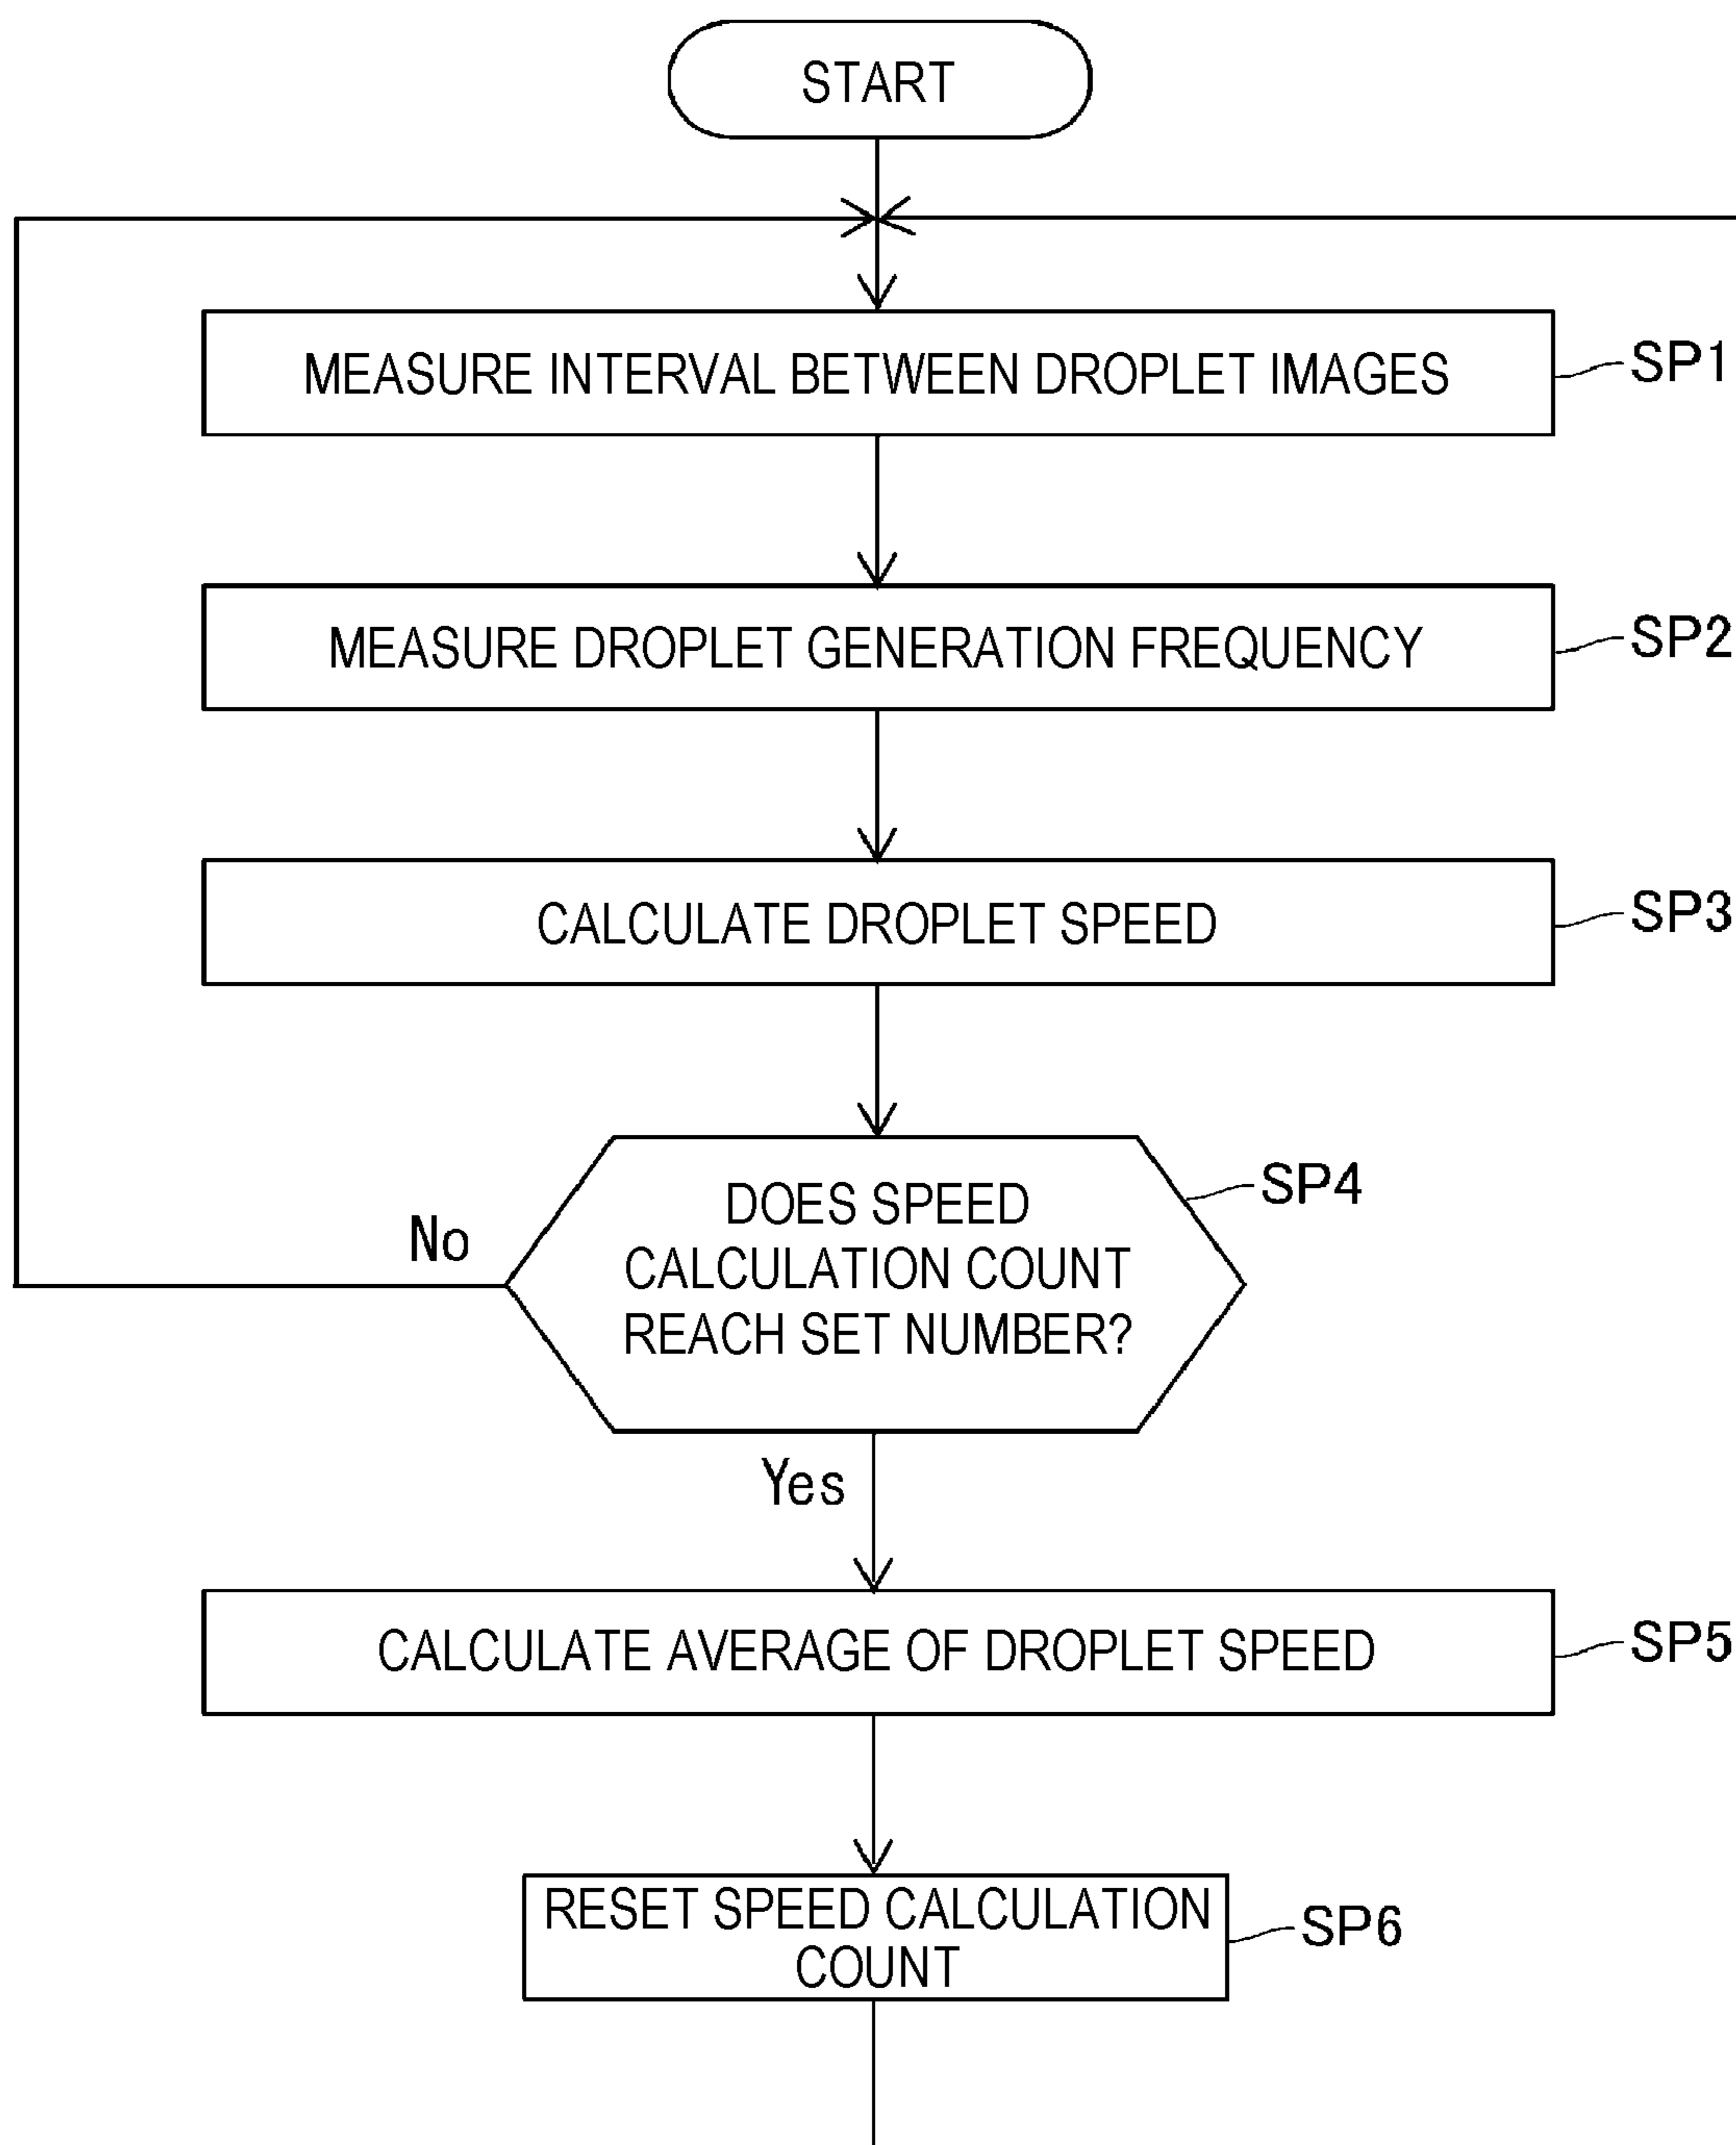 START
MEASURE INTERVAL BETWEEN DROPLET IMAGES
SP1
MEASURE DROPLET GENERATION FREQUENCY
SP2
CALCULATE DROPLET SPEED
SP3
DOES SPEED
CALCULATION COUNT
REACH SET NUMBER?
SP4
No
Yes
CALCULATE AVERAGE OF DROPLET SPEED
SP5
RESET SPEED CALCULATION
COUNT
SP6